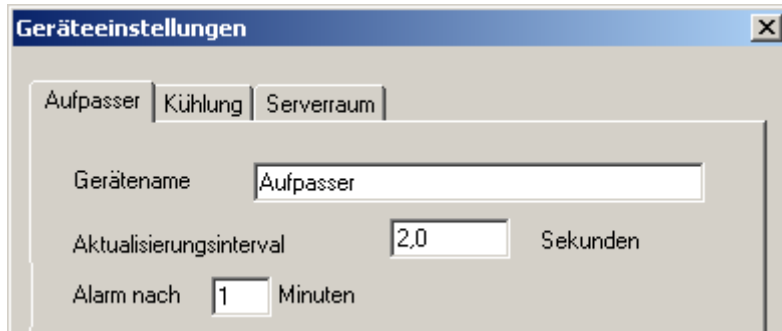 Geräteeinstellungen
Aufpasser Kühlung Serverraum
Gerätename Aufpasser
Aktualisierungsinterval 2,0 Sekunden
Alarm nach 1 Minuten